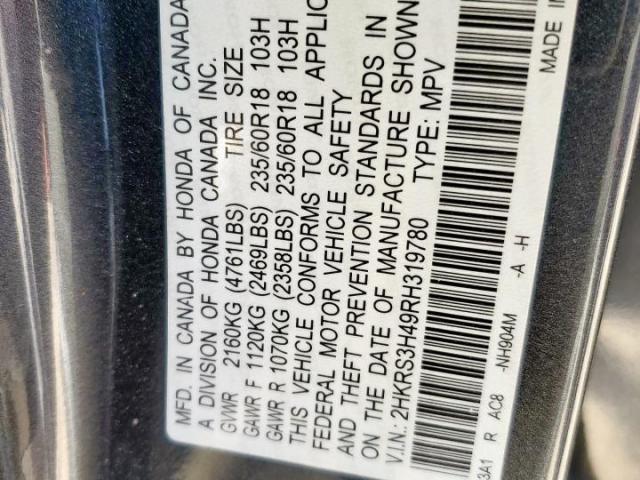 MFD. IN CANADA BY HONDA OF CANADA
A DIVISION OF HONDA CANADA INC.
GVWR 2160KG (4761LBS) TIRE SIZE
GAWR F 1120KG (2469LBS) 235/60R18 103H
GAWR R 1070KG (2358LBS) 235/60R18 103H
THIS VEHICLE CONFORMS TO ALL APPLIC
FEDERAL MOTOR VEHICLE SAFETY
AND THEFT PREVENTION STANDARDS IN
ON THE DATE OF MANUFACTURE SHOWN
V.I.N.: 2HKRS3H49RH319780 TYPE: MPV
3A1 R AC8 -NH904M -A -H MADE IN